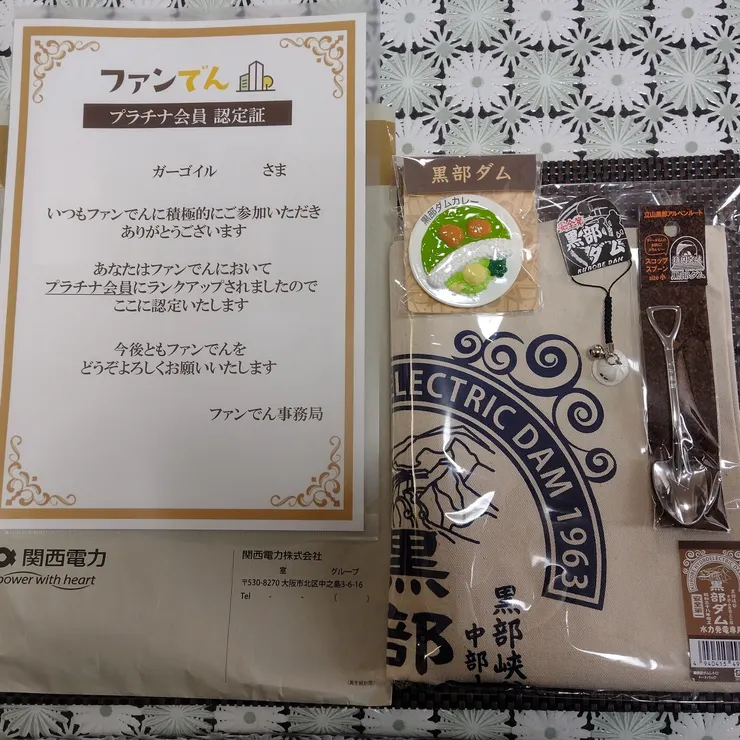 ファンでん
プラチナ会員 認定証
ガーゴイル さま
いつもファンでんに積極的にご参加いただき
ありがとうございます
あなたはファンでんにおいて
プラチナ会員にランクアップされましたので
ここに認定いたします
今後ともファンでんを
どうぞよろしくお願いいたします
ファンでん事務局
関西電力
power with heart
関西電力株式会社
室 グループ
〒530-8270 大阪市北区中之島3-6-16
Tel - - ( )
黒部ダム
黒部ダムカレー
黒部
ダム
KUROBE DAM
立山黒部アルペンルート
スコップ
スプーン
黒部ダム
ELECTRIC DAM 1963
黒部
黒部峡
中部
黒部
ダム
水力発電専用
4 940415 49